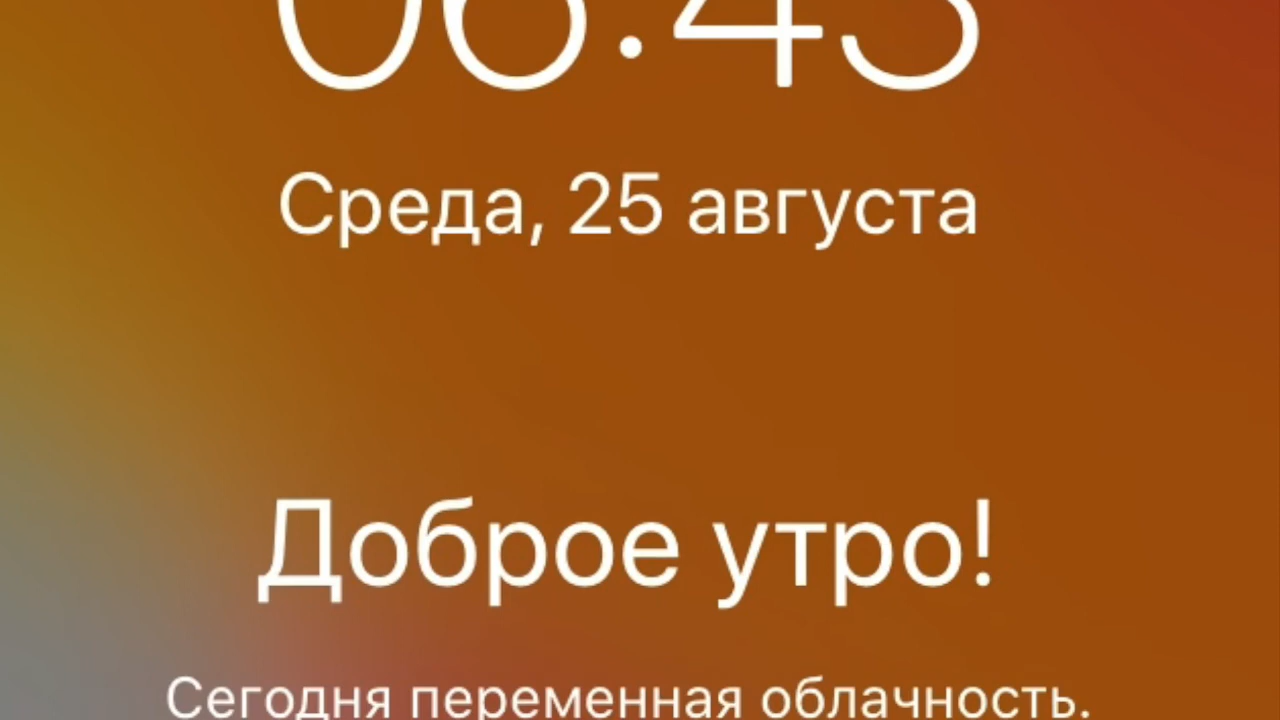 Среда, 25 августа
Доброе утро!
Сегодня переменная облачность.